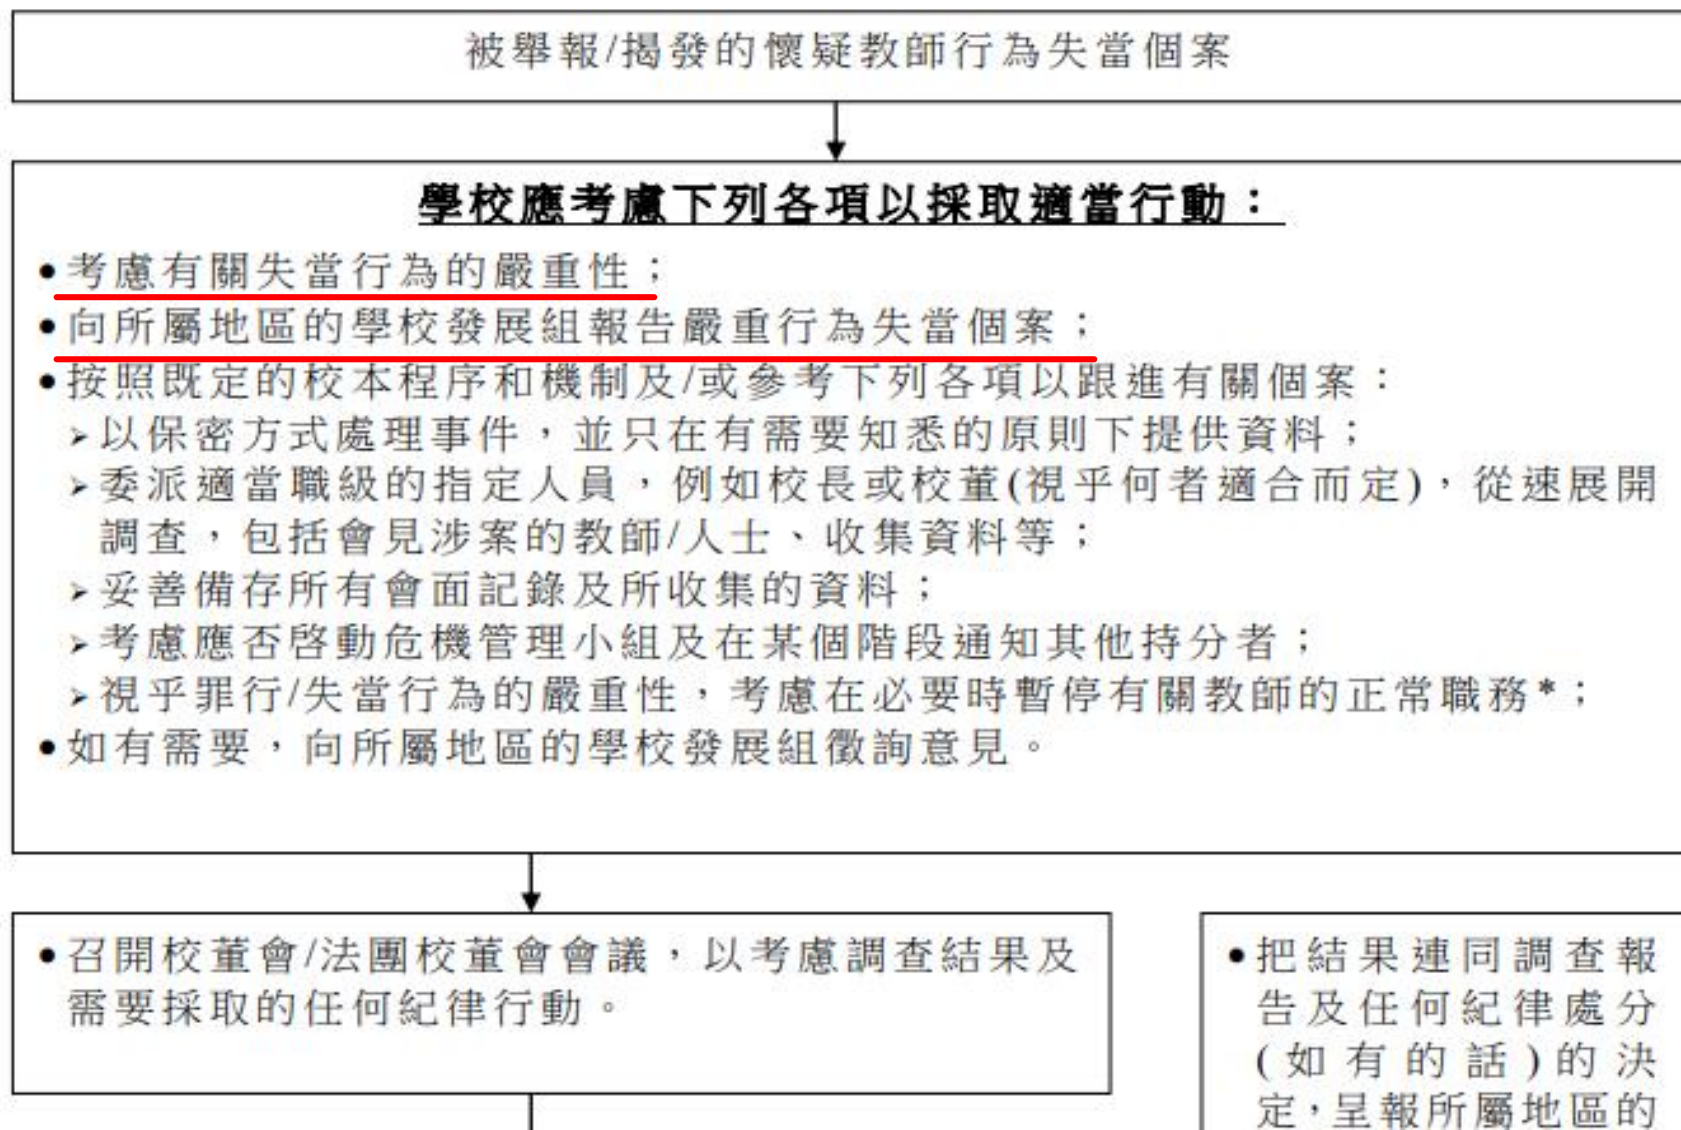 被舉報/揭發的懷疑教師行為失當個案
學校應考慮下列各項以採取適當行動：
•考慮有關失當行為的嚴重性；
•向所屬地區的學校發展組報告嚴重行為失當個案；
•按照既定的校本程序和機制及/或參考下列各項以跟進有關個案：
➢以保密方式處理事件，並只在有需要知悉的原則下提供資料；
➢委派適當職級的指定人員，例如校長或校董(視乎何者適合而定)，從速展開
調查，包括會見涉案的教師/人士、收集資料等；
➢妥善備存所有會面記錄及所收集的資料；
➢考慮應否啓動危機管理小組及在某個階段通知其他持分者；
➢視乎罪行/失當行為的嚴重性，考慮在必要時暫停有關教師的正常職務*；
•如有需要，向所屬地區的學校發展組徵詢意見。
•召開校董會/法團校董會會議，以考慮調查結果及
需要採取的任何紀律行動。
•把結果連同調查報
告及任何紀律處分
(如有的話)的決
定，呈報所屬地區的